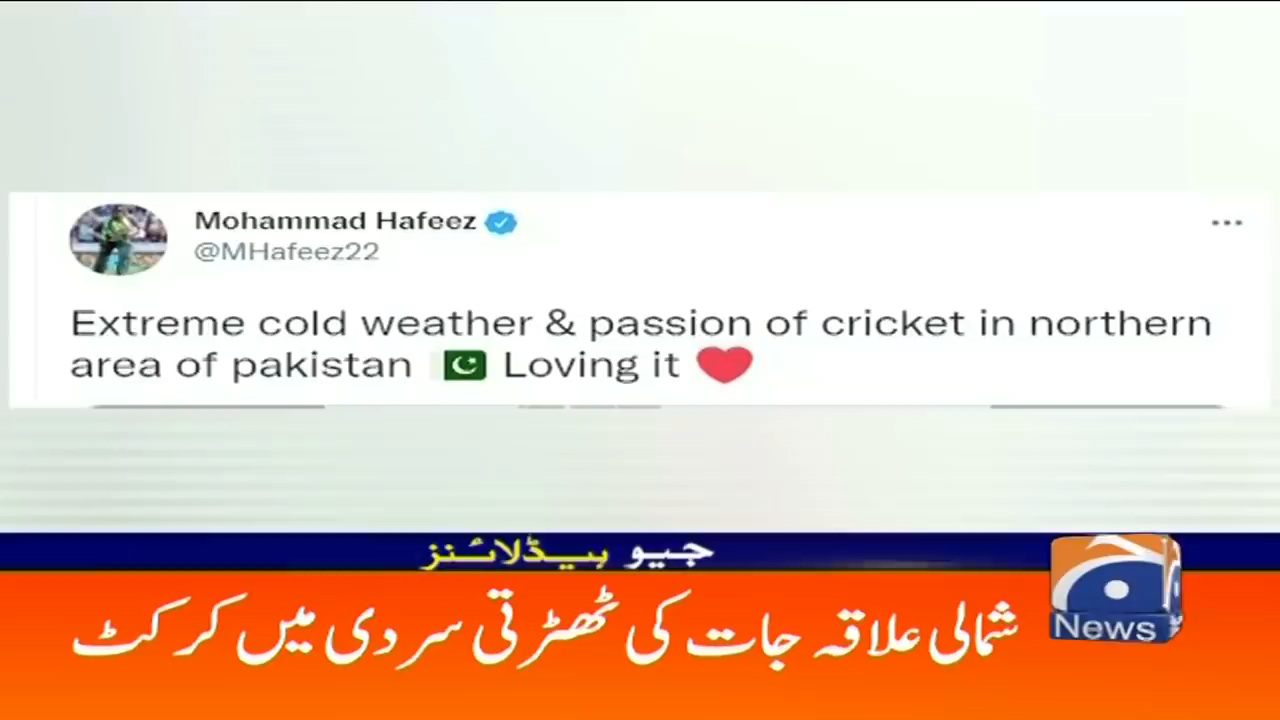 Mohammad Hafeez
@MHafeez22
Extreme cold weather & passion of cricket in northern
area of pakistan 🇵🇰 Loving it ❤️
جیو ہیڈلائنز
شمالی علاقہ جات کی ٹھٹھرتی سردی میں کرکٹ
News